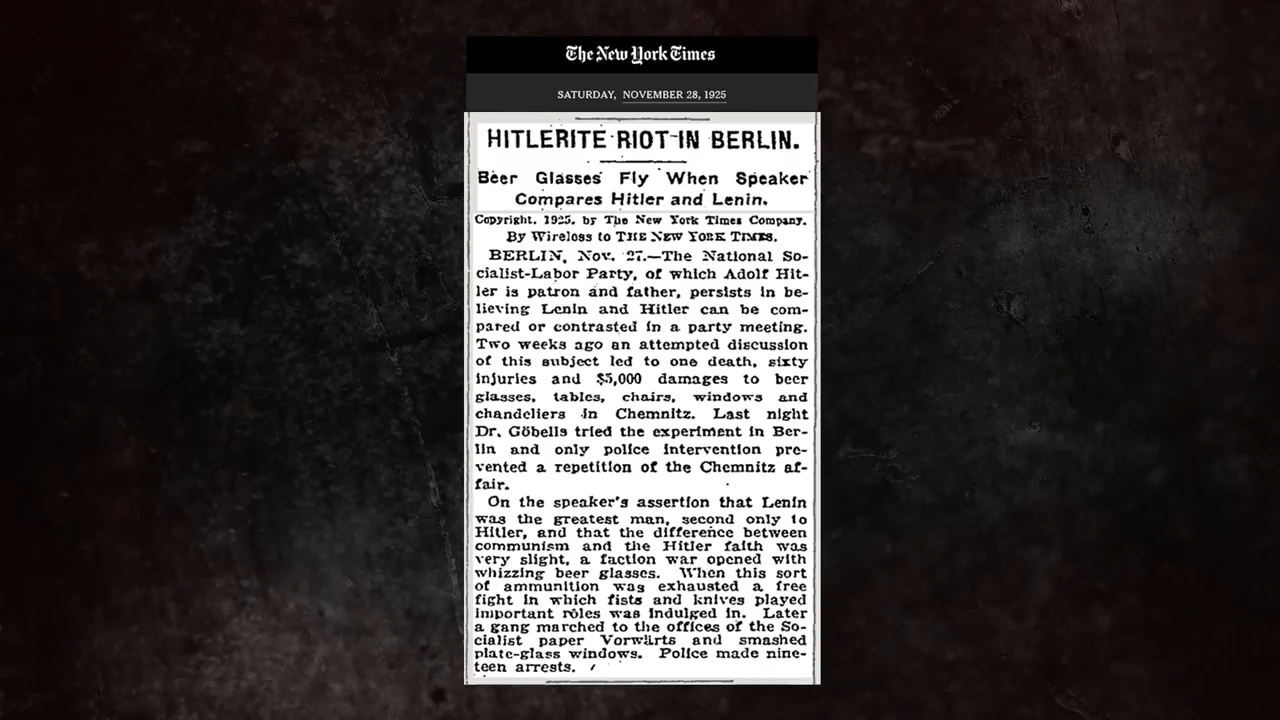 The New York Times
SATURDAY, NOVEMBER 28, 1925
HITLERITE RIOT IN BERLIN.
Beer Glasses Fly When Speaker
Compares Hitler and Lenin.
Copyright, 1925, by The New York Times Company.
By Wireless to THE NEW YORK TIMES.
BERLIN, Nov. 27.—The National So-
cialist-Labor Party, of which Adolf Hit-
ler is patron and father, persists in be-
lieving Lenin and Hitler can be com-
pared or contrasted in a party meeting.
Two weeks ago an attempted discussion
of this subject led to one death, sixty
injuries and $5,000 damages to beer
glasses, tables, chairs, windows and
chandeliers in Chemnitz. Last night
Dr. Göbells tried the experiment in Ber-
lin and only police intervention pre-
vented a repetition of the Chemnitz af-
fair.
On the speaker's assertion that Lenin
was the greatest man, second only to
Hitler, and that the difference between
communism and the Hitler faith was
very slight, a faction war opened with
whizzing beer glasses. When this sort
of ammunition was exhausted a free
fight in which fists and knives played
important rôles was indulged in. Later
a gang marched to the offices of the So-
cialist paper Vorwärts and smashed
plate-glass windows. Police made nine-
teen arrests.